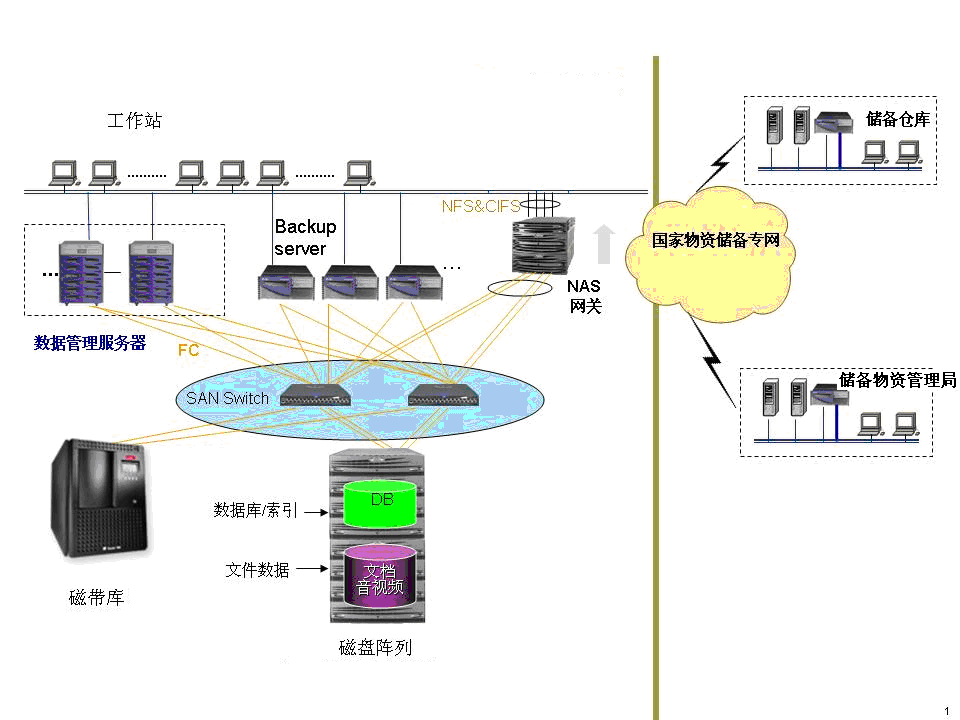 工作站
NFS&CIFS
Backup
server
...
...
NAS
网关
数据管理服务器
FC
SAN Switch
DB
数据库/索引
文件数据
文档
音视频
磁带库
磁盘阵列
国家物资储备专网
储备仓库
储备物资管理局
1